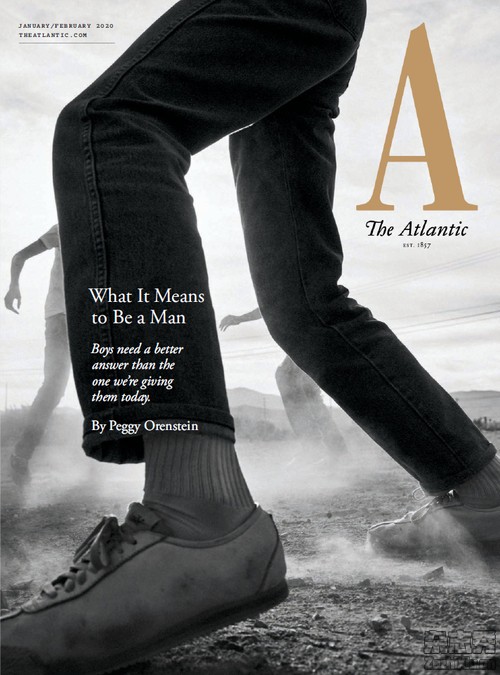 JANUARY/FEBRUARY 2020
THEATLANTIC.COM
A
The Atlantic
EST. 1857
What It Means
to Be a Man
Boys need a better
answer than the
one we're giving
them today.
By Peggy Orenstein